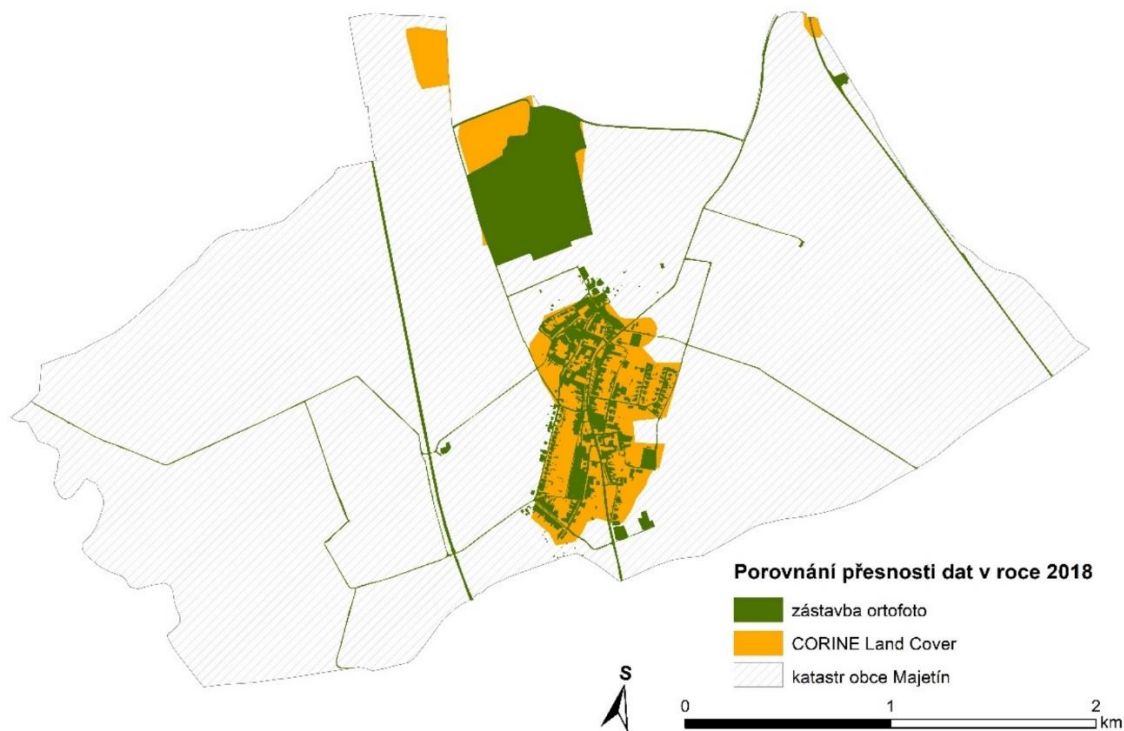 Porovnání přesnosti dat v roce 2018
zástavba ortofoto
CORINE Land Cover
katastr obce Majetín
S
0 1 2
km